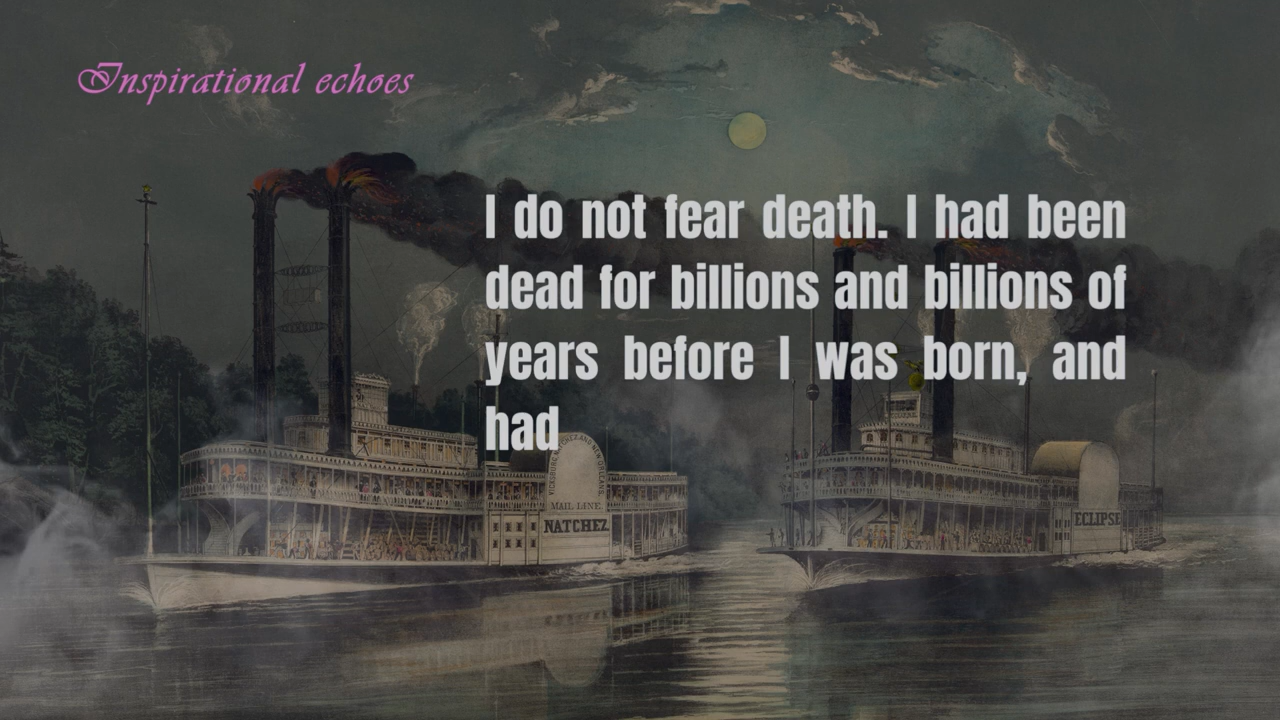 Inspirational echoes
I do not fear death. I had been
dead for billions and billions of
years before I was born, and
had
MAIL LINE
NATCHEZ
ECLIPSE